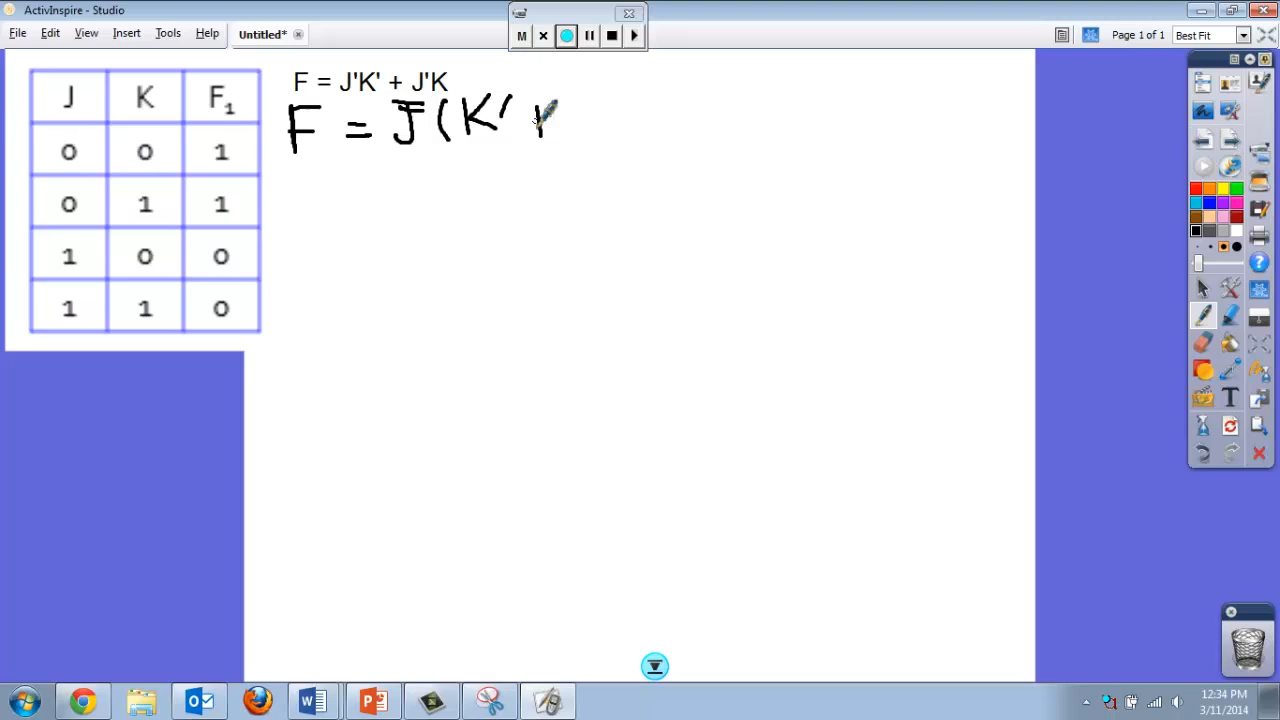 ActivInspire - Studio
File Edit View Insert Tools Help Untitled* Page 1 of 1 Best Fit
M
J K F₁
0 0 1
0 1 1
1 0 0
1 1 0
F = J'K' + J'K
F = J̅(K'
T
W P
12:34 PM
3/11/2014